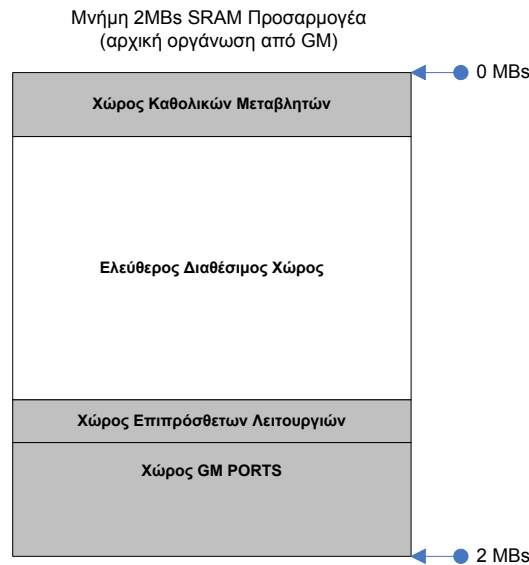 Μνήμη 2MBs SRAM Προσαρμογέα
(αρχική οργάνωση από GM)
0 MBs
Χώρος Καθολικών Μεταβλητών
Ελεύθερος Διαθέσιμος Χώρος
Χώρος Επιπρόσθετων Λειτουργιών
Χώρος GM PORTS
2 MBs